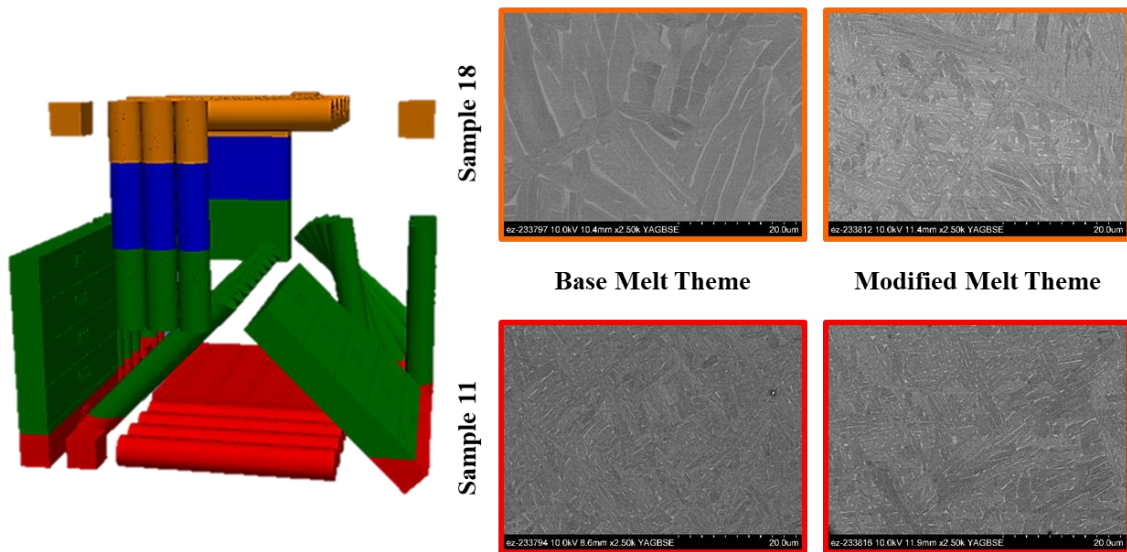 Sample 18
ez-233797 10.0kV 10.4mm x2.50k YAGBSE 20.0um
ez-233812 10.0kV 11.4mm x2.50k YAGBSE 20.0um
Base Melt Theme
Modified Melt Theme
Sample 11
ez-233794 10.0kV 8.6mm x2.50k YAGBSE 20.0um
ez-233816 10.0kV 11.9mm x2.50k YAGBSE 20.0um